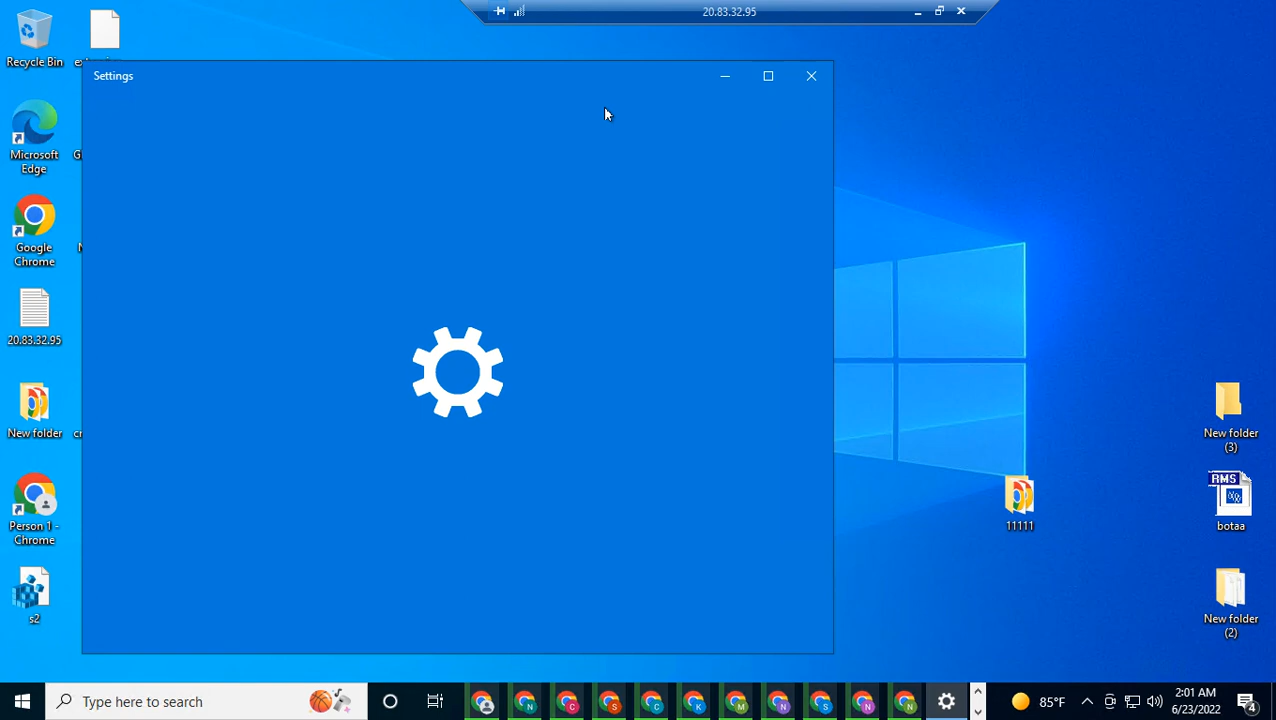 20.83.32.95
Recycle Bin
Settings
Microsoft
Edge
Google
Chrome
20.83.32.95
New folder
Person 1 -
Chrome
s2
11111
New folder
(3)
RMS
botaa
New folder
(2)
Type here to search
85°F
2:01 AM
6/23/2022
4